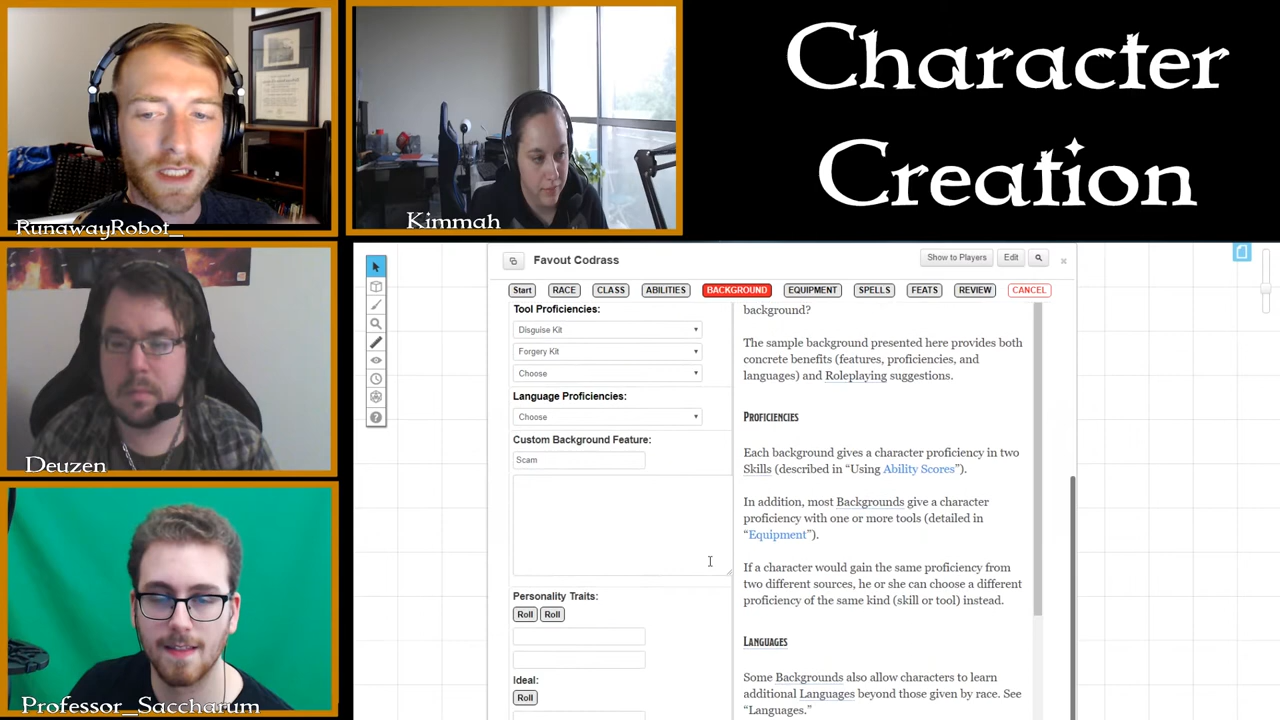 Character
Creation
RunawayRobot_
Kimmah
Deuzen
Professor_Saccharum
Favout Codrass
Show to Players
Edit
Start
RACE
CLASS
ABILITIES
BACKGROUND
EQUIPMENT
SPELLS
FEATS
REVIEW
CANCEL
Tool Proficiencies:
Disguise Kit
Forgery Kit
Choose
Language Proficiencies:
Choose
Custom Background Feature:
Scam
Personality Traits:
Roll
Roll
Ideal:
Roll
background?
The sample background presented here provides both
concrete benefits (features, proficiencies, and
languages) and Roleplaying suggestions.
Proficiencies
Each background gives a character proficiency in two
Skills (described in “Using Ability Scores”).
In addition, most Backgrounds give a character
proficiency with one or more tools (detailed in
“Equipment”).
If a character would gain the same proficiency from
two different sources, he or she can choose a different
proficiency of the same kind (skill or tool) instead.
Languages
Some Backgrounds also allow characters to learn
additional Languages beyond those given by race. See
“Languages.”